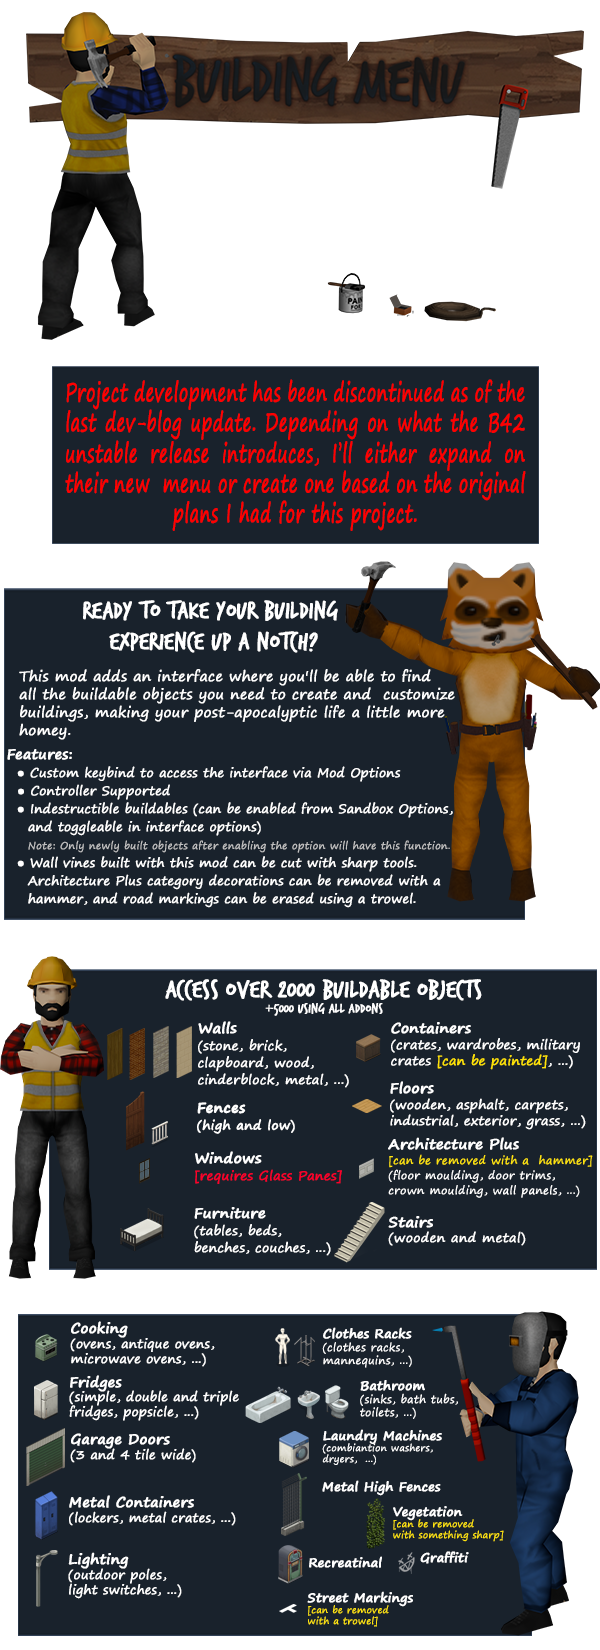 BUILDING MENU
PAIN
FOR
Project development has been discontinued as of the
last dev-blog update. Depending on what the B42
unstable release introduces, I'll either expand on
their new menu or create one based on the original
plans I had for this project.
READY TO TAKE YOUR BUILDING
EXPERIENCE UP A NOTCH?
This mod adds an interface where you'll be able to find
all the buildable objects you need to create and customize
buildings, making your post-apocalyptic life a little more
homey.
Features:
• Custom keybind to access the interface via Mod Options
• Controller Supported
• Indestructible buildables (can be enabled from Sandbox Options,
and toggleable in interface options)
Note: Only newly built objects after enabling the option will have this function.
• Wall vines built with this mod can be cut with sharp tools.
Architecture Plus category decorations can be removed with a
hammer, and road markings can be erased using a trowel.
ACCESS OVER 2000 BUILDABLE OBJECTS
+5000 USING ALL ADDONS
Walls
(stone, brick,
clapboard, wood,
cinderblock, metal, ...)
Fences
(high and low)
Windows
[requires Glass Panes]
Furniture
(tables, beds,
benches, couches, ...)
Containers
(crates, wardrobes, military
crates [can be painted], ...)
Floors
(wooden, asphalt, carpets,
industrial, exterior, grass, ...)
Architecture Plus
[can be removed with a hammer]
(floor moulding, door trims,
crown moulding, wall panels, ...)
Stairs
(wooden and metal)
Cooking
(ovens, antique ovens,
microwave ovens, ...)
Fridges
(simple, double and triple
fridges, popsicle, ...)
Garage Doors
(3 and 4 tile wide)
Metal Containers
(lockers, metal crates, ...)
Lighting
(outdoor poles,
light switches, ...)
Clothes Racks
(clothes racks,
mannequins, ...)
Bathroom
(sinks, bath tubs,
toilets, ...)
Laundry Machines
(combiantion washers,
dryers, ...)
Metal High Fences
Vegetation
[can be removed
with something sharp]
Recreatinal
Graffiti
Street Markings
[can be removed
with a trowel]